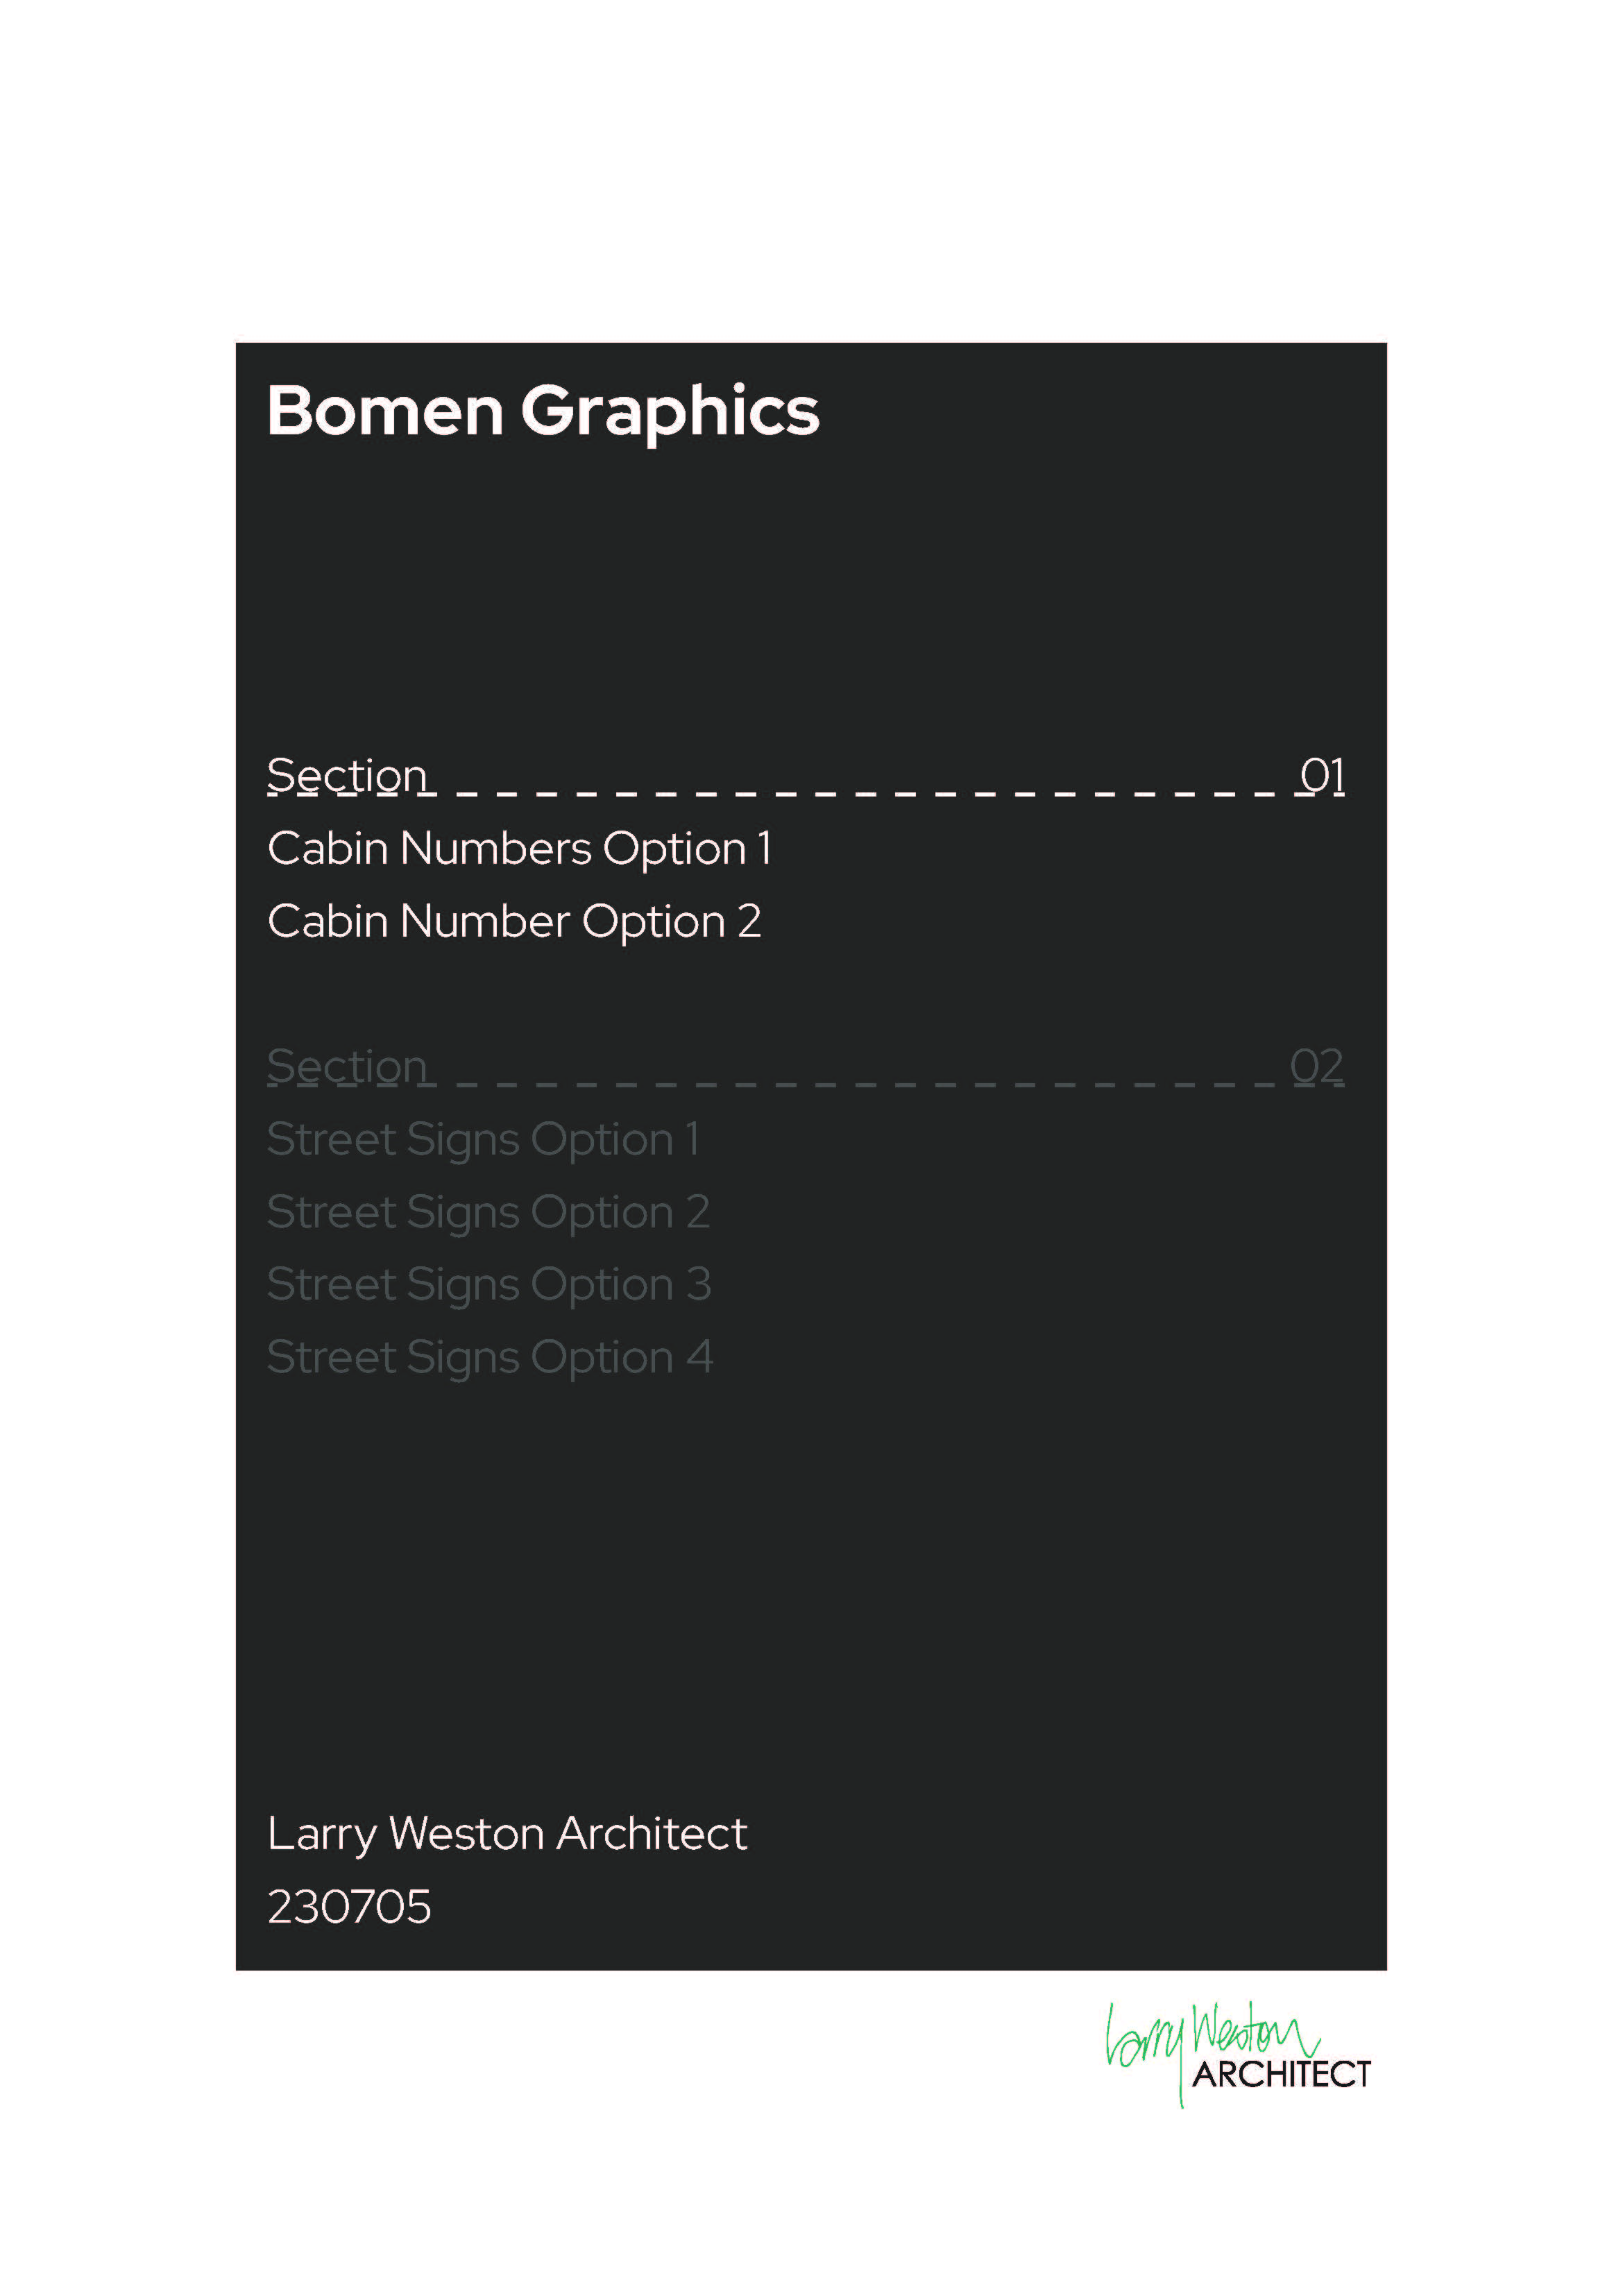 Bomen Graphics
Section 01
Cabin Numbers Option 1
Cabin Number Option 2
Section 02
Street Signs Option 1
Street Signs Option 2
Street Signs Option 3
Street Signs Option 4
Larry Weston Architect
230705
Larry Weston
ARCHITECT